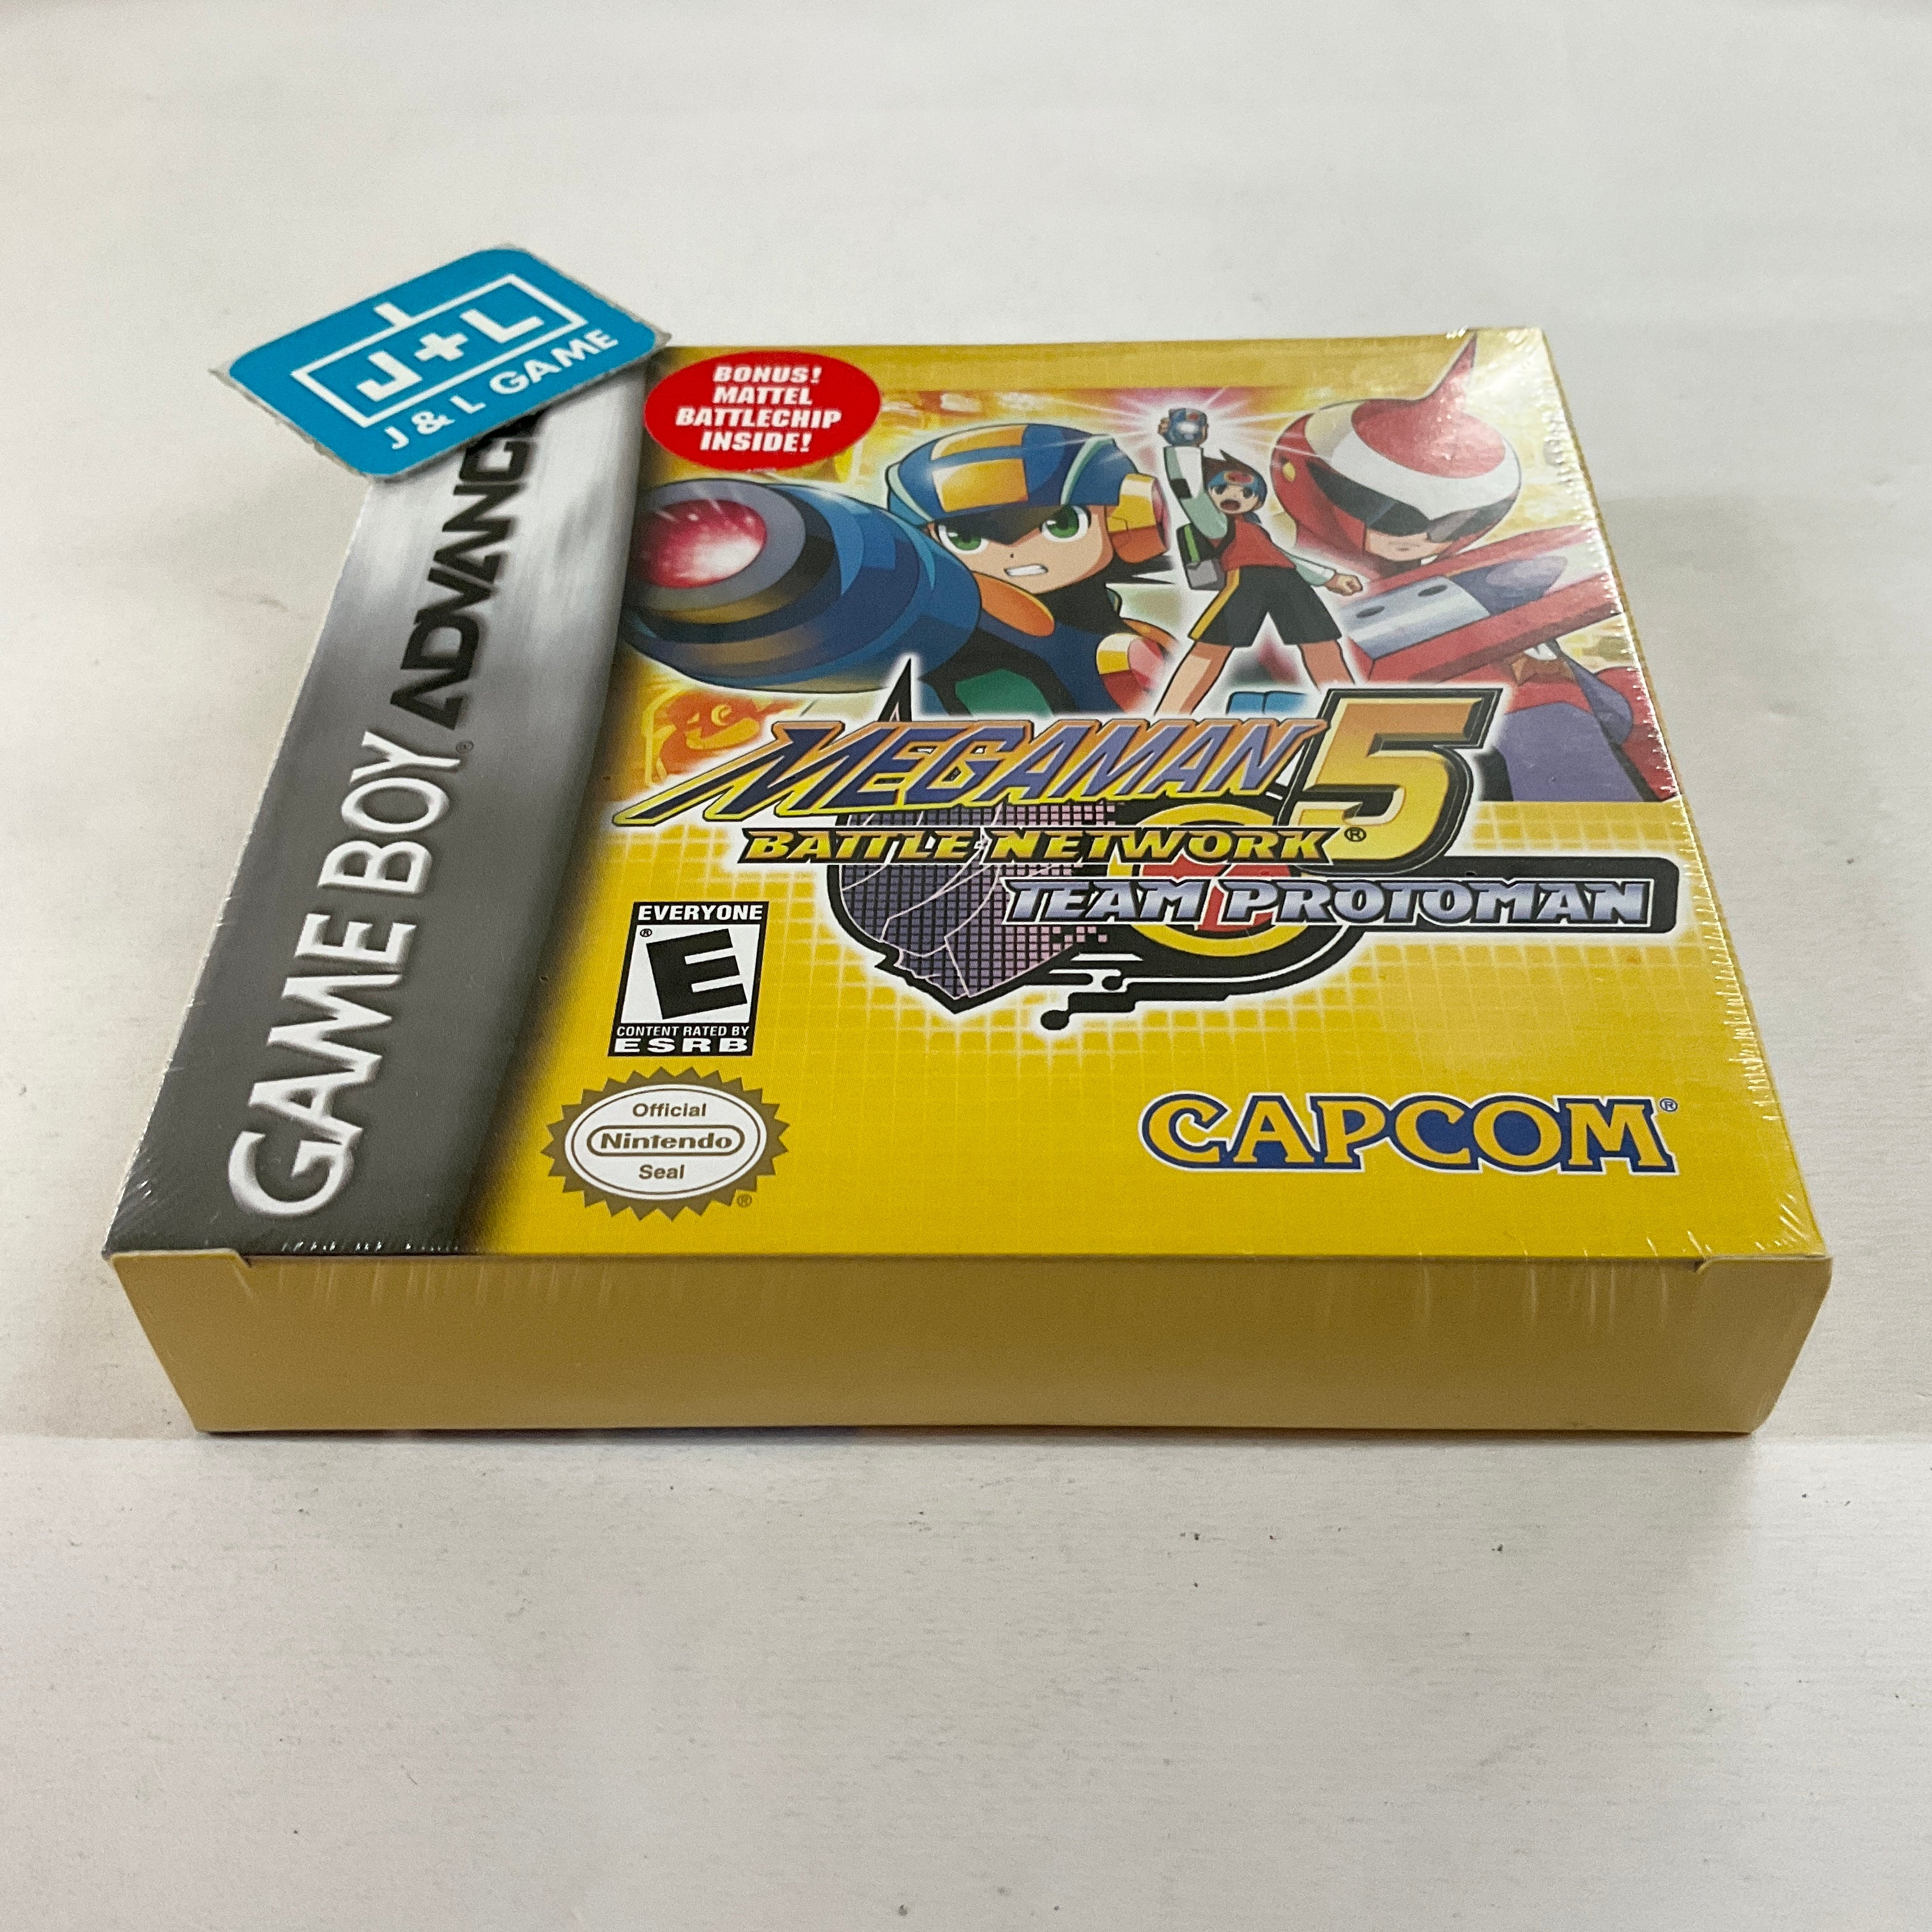 J+L
J & L GAME
GAME BOY ADVANC
®
BONUS!
MATTEL
BATTLECHIP
INSIDE!
MEGAMAN 5
BATTLE NETWORK®
TEAM PROTOMAN
EVERYONE
®
E
CONTENT RATED BY
ESRB
Official
Nintendo
Seal
®
CAPCOM®